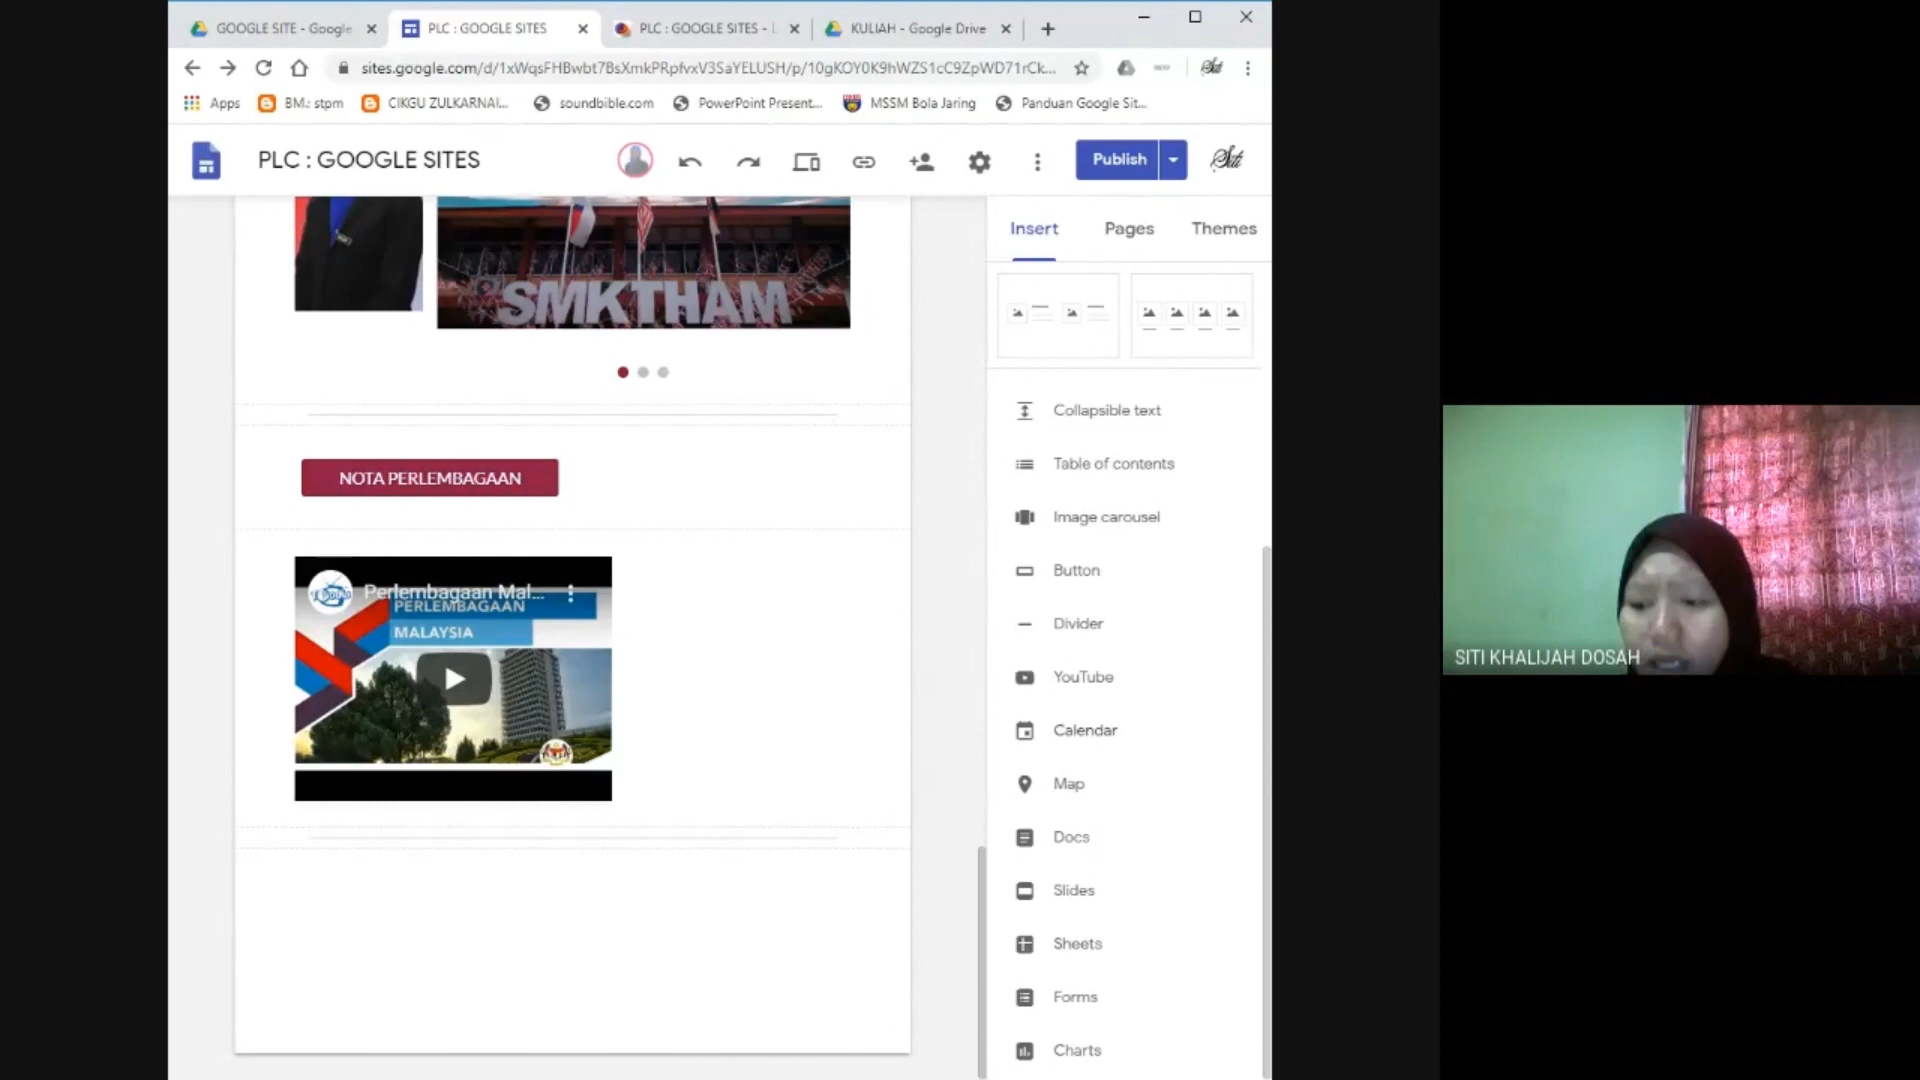 GOOGLE SITE - Google
PLC : GOOGLE SITES
PLC : GOOGLE SITES - L
KULIAH - Google Drive
sites.google.com/d/1xWqsFHBwbt7BsXmkPRpfvxV3SaYELUSH/p/10gKOY0K9hWZS1cC9ZpWD71rCk...
Apps
BM.: stpm
CIKGU ZULKARNAI...
soundbible.com
PowerPoint Present...
MSSM Bola Jaring
Panduan Google Sit...
PLC : GOOGLE SITES
Publish
Siti
Insert
Pages
Themes
SMKTHAM
Collapsible text
Table of contents
Image carousel
NOTA PERLEMBAGAAN
Button
Divider
YouTube
Calendar
Map
Docs
Slides
Sheets
Forms
Charts
Perlembagaan Mal...
PERLEMBAGAAN
MALAYSIA
SITI KHALIJAH DOSAH